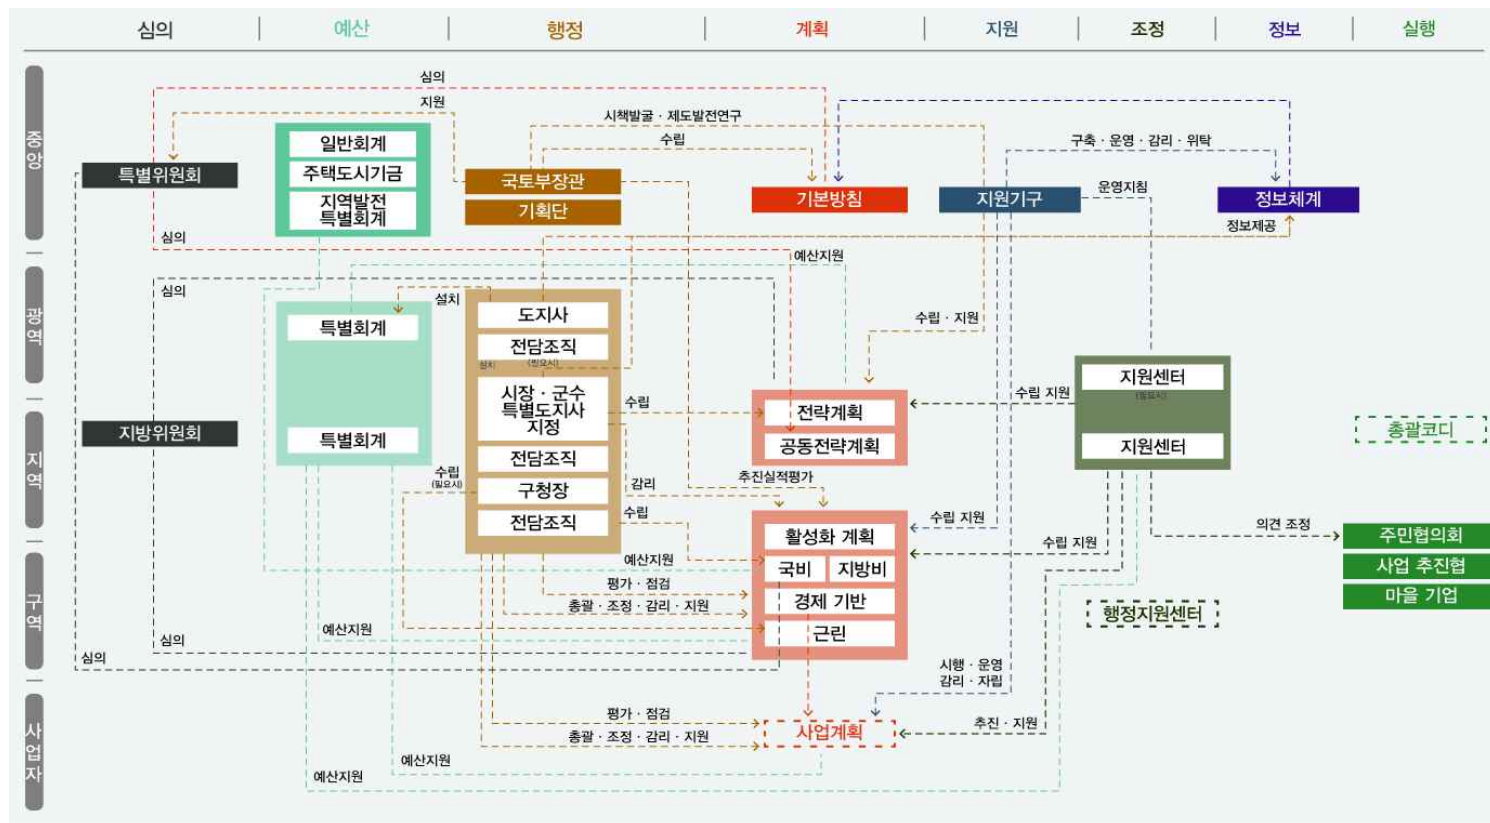 심의 예산 행정 계획 지원 조정 정보 실행
중앙
광역
지역
구역
사업자
심의
지원
시책발굴 · 제도발전연구
수립
구축 · 운영 · 감리 · 위탁
운영지침
일반회계
주택도시기금
지역발전
특별회계
특별위원회
국토부장관
기획단
기본방침
지원기구
정보체계
정보제공
심의
예산지원
심의
설치
특별회계
도지사
전담조직
(필요시)
설치
수립 · 지원
시장 · 군수
특별도지사
지정
수립
전략계획
공동전략계획
수립 지원
지원센터
(필요시)
지원센터
총괄코디
지방위원회
특별회계
전담조직
수립
(필요시)
구청장
전담조직
감리
수립
추진실적평가
활성화 계획
국비
지방비
경제 기반
근린
수립 지원
수립 지원
의견 조정
주민협의회
사업 추진협
마을 기업
예산지원
평가 · 점검
총괄 · 조정 · 감리 · 지원
행정지원센터
예산지원
심의
심의
시행 · 운영
감리 · 자립
평가 · 점검
총괄 · 조정 · 감리 · 지원
사업계획
추진 · 지원
예산지원
예산지원